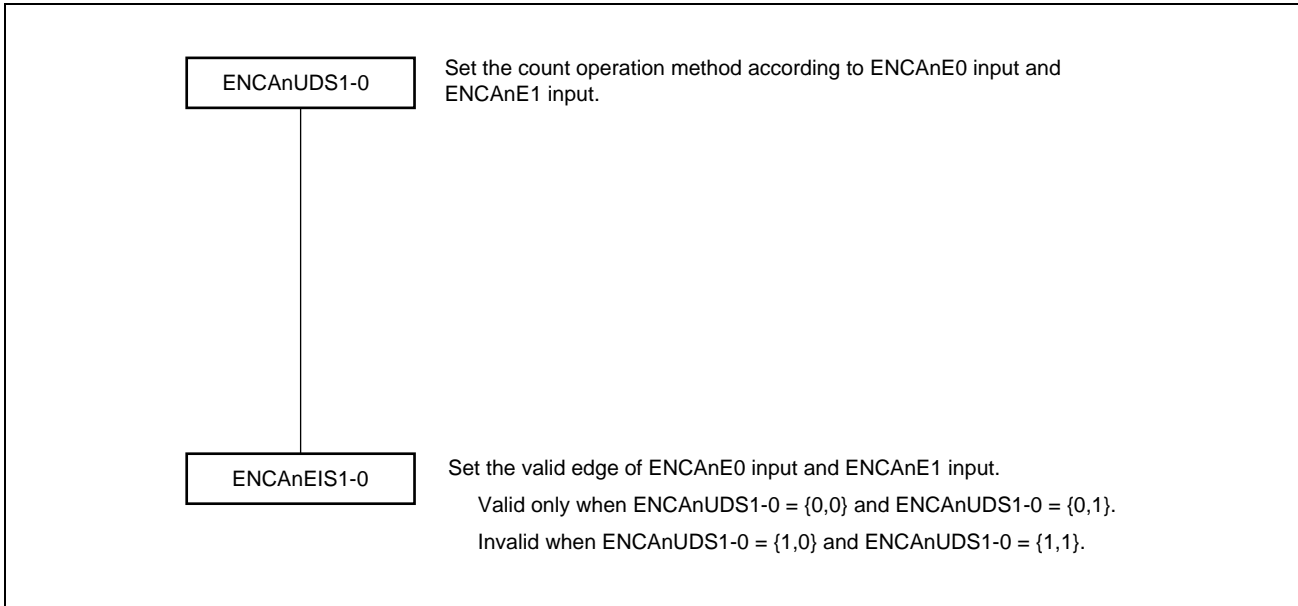 ENCAnUDS1-0
Set the count operation method according to ENCAnE0 input and
ENCAnE1 input.
ENCAnEIS1-0
Set the valid edge of ENCAnE0 input and ENCAnE1 input.
Valid only when ENCAnUDS1-0 = {0,0} and ENCAnUDS1-0 = {0,1}.
Invalid when ENCAnUDS1-0 = {1,0} and ENCAnUDS1-0 = {1,1}.